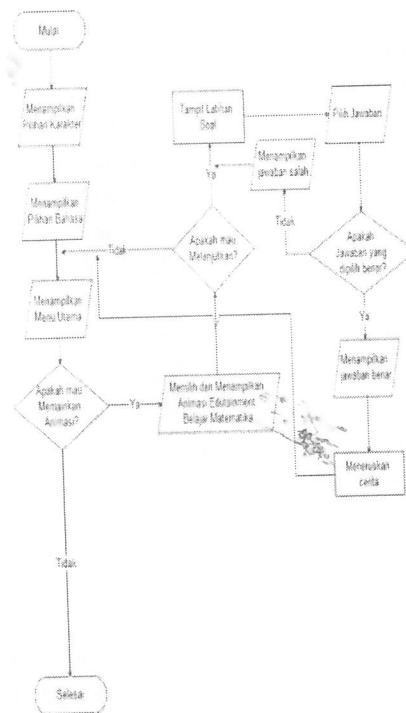 Mulai
Menampilkan
Pilihan Karakter
Menampilkan
Pilihan Bahasa
Menampilkan
Menu Utama
Apakah mau
Memainkan
Animasi?
Ya
Tidak
Selesai
Memilih dan Menampilkan
Animasi Edutainment
Belajar Matematika
Apakah mau
Melanjutkan?
Tidak
Ya
Tampil Latihan
Soal
Pilih Jawaban
Apakah
Jawaban yang
dipilih benar?
Tidak
Menampilkan
jawaban salah
Ya
Menampilkan
jawaban benar
Meneruskan
cerita